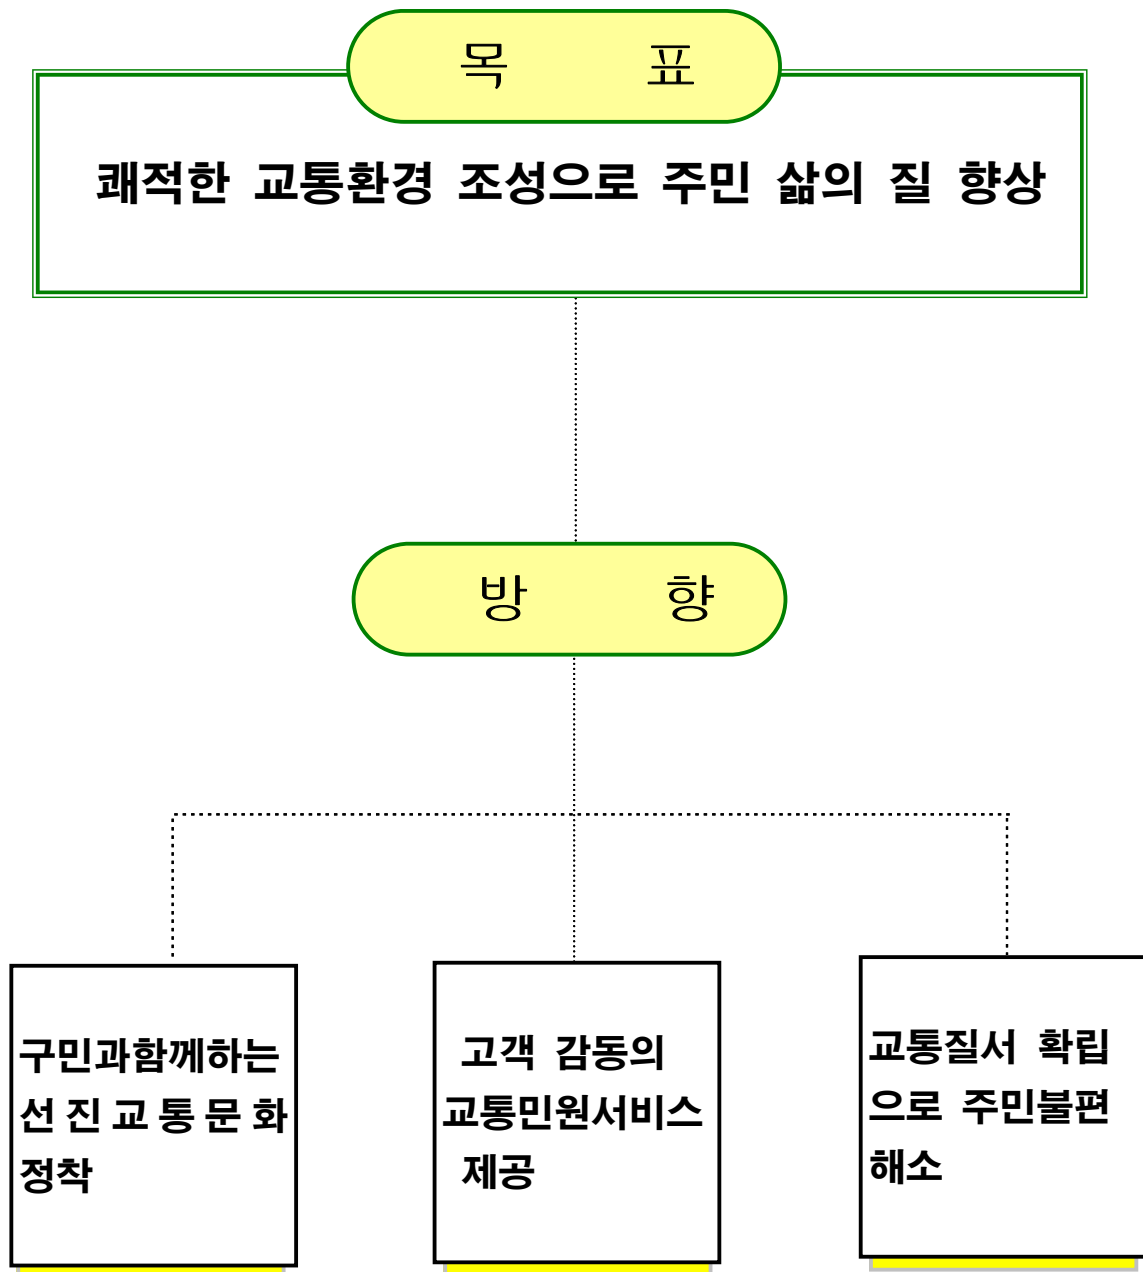 목 표
쾌적한 교통환경 조성으로 주민 삶의 질 향상
방 향
구민과함께하는
선진교통문화
정착
고객 감동의
교통민원서비스
제공
교통질서 확립
으로 주민불편
해소